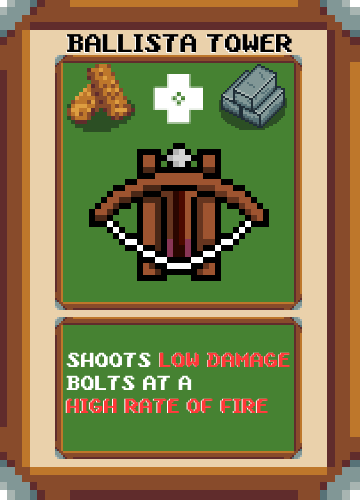 BALLISTA TOWER
SHOOTS LOW DAMAGE
BOLTS AT A
HIGH RATE OF FIRE